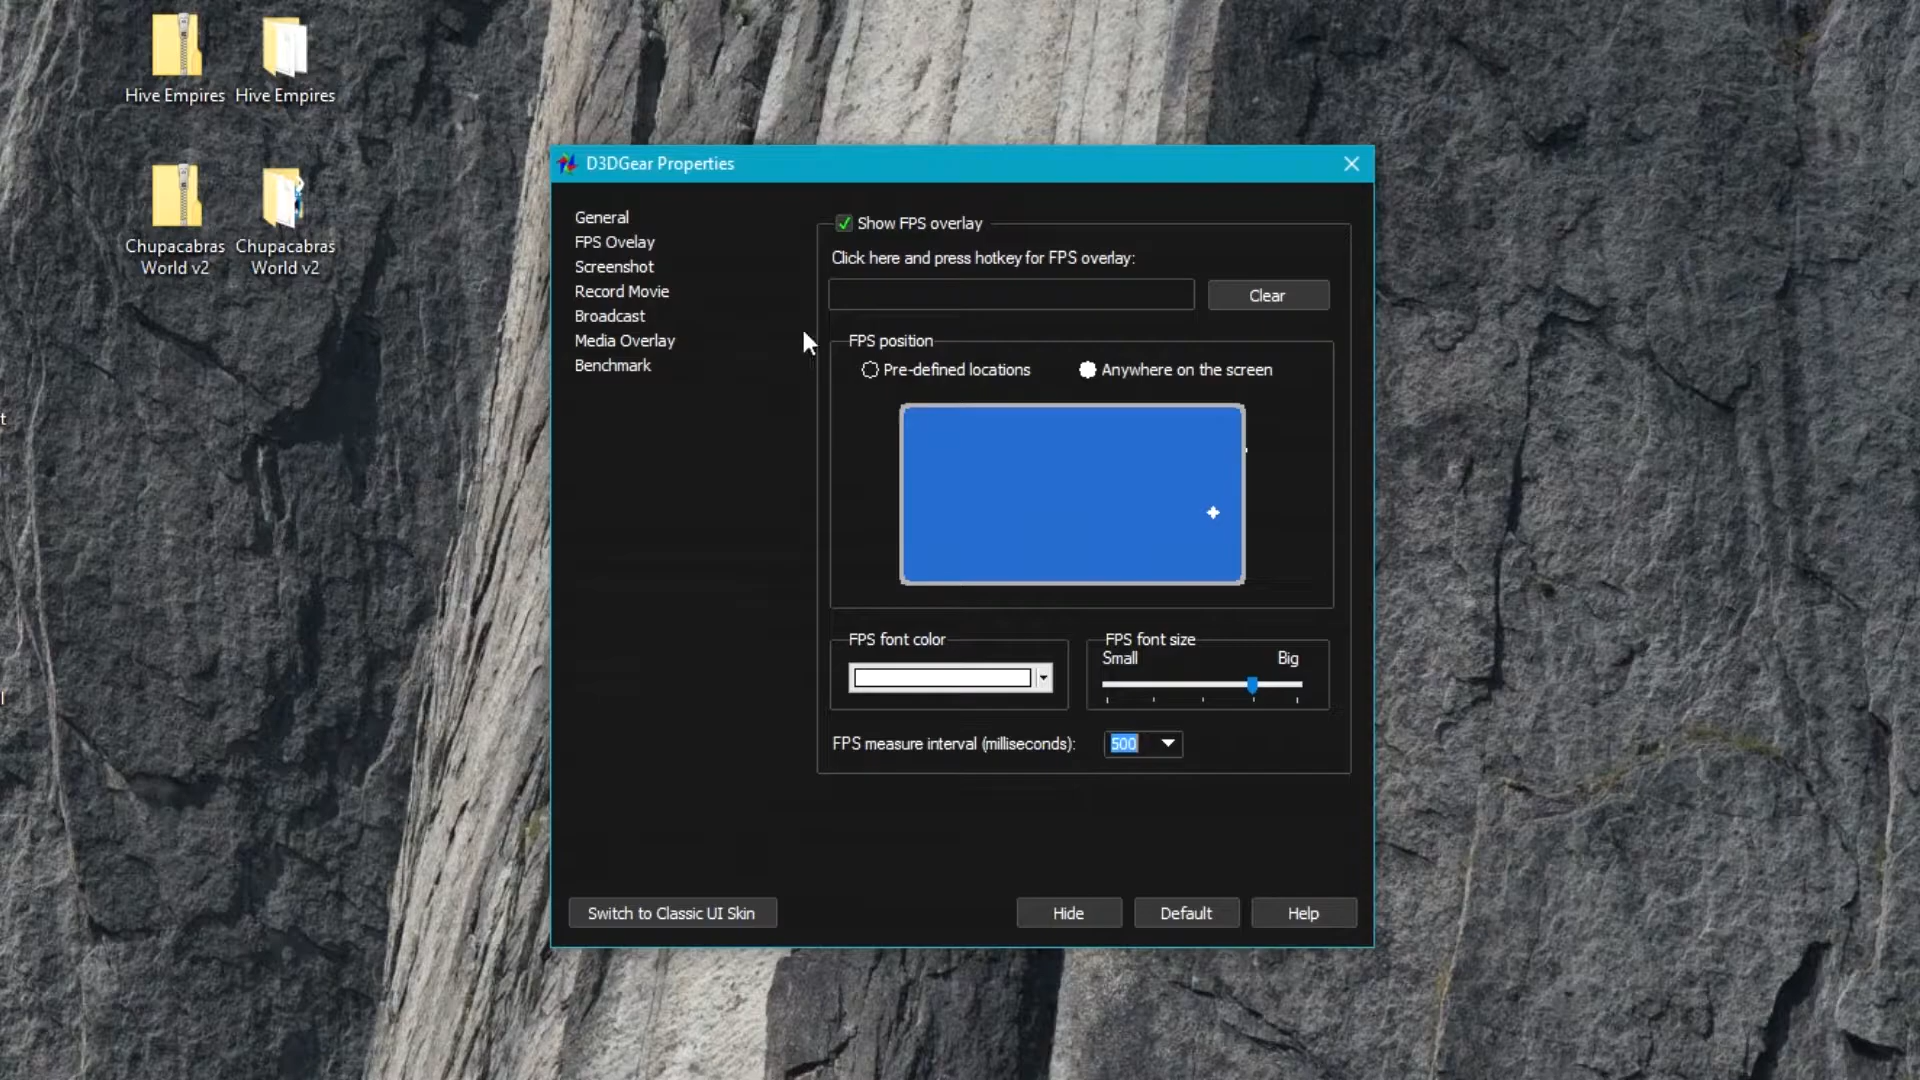 Hive Empires
Hive Empires
Chupacabras
World v2
Chupacabras
World v2
t
l
D3DGear Properties
General
FPS Ovelay
Screenshot
Record Movie
Broadcast
Media Overlay
Benchmark
Show FPS overlay
Click here and press hotkey for FPS overlay:
Clear
FPS position
Pre-defined locations
Anywhere on the screen
FPS font color
FPS font size
Small
Big
FPS measure interval (milliseconds):
500
Switch to Classic UI Skin
Hide
Default
Help